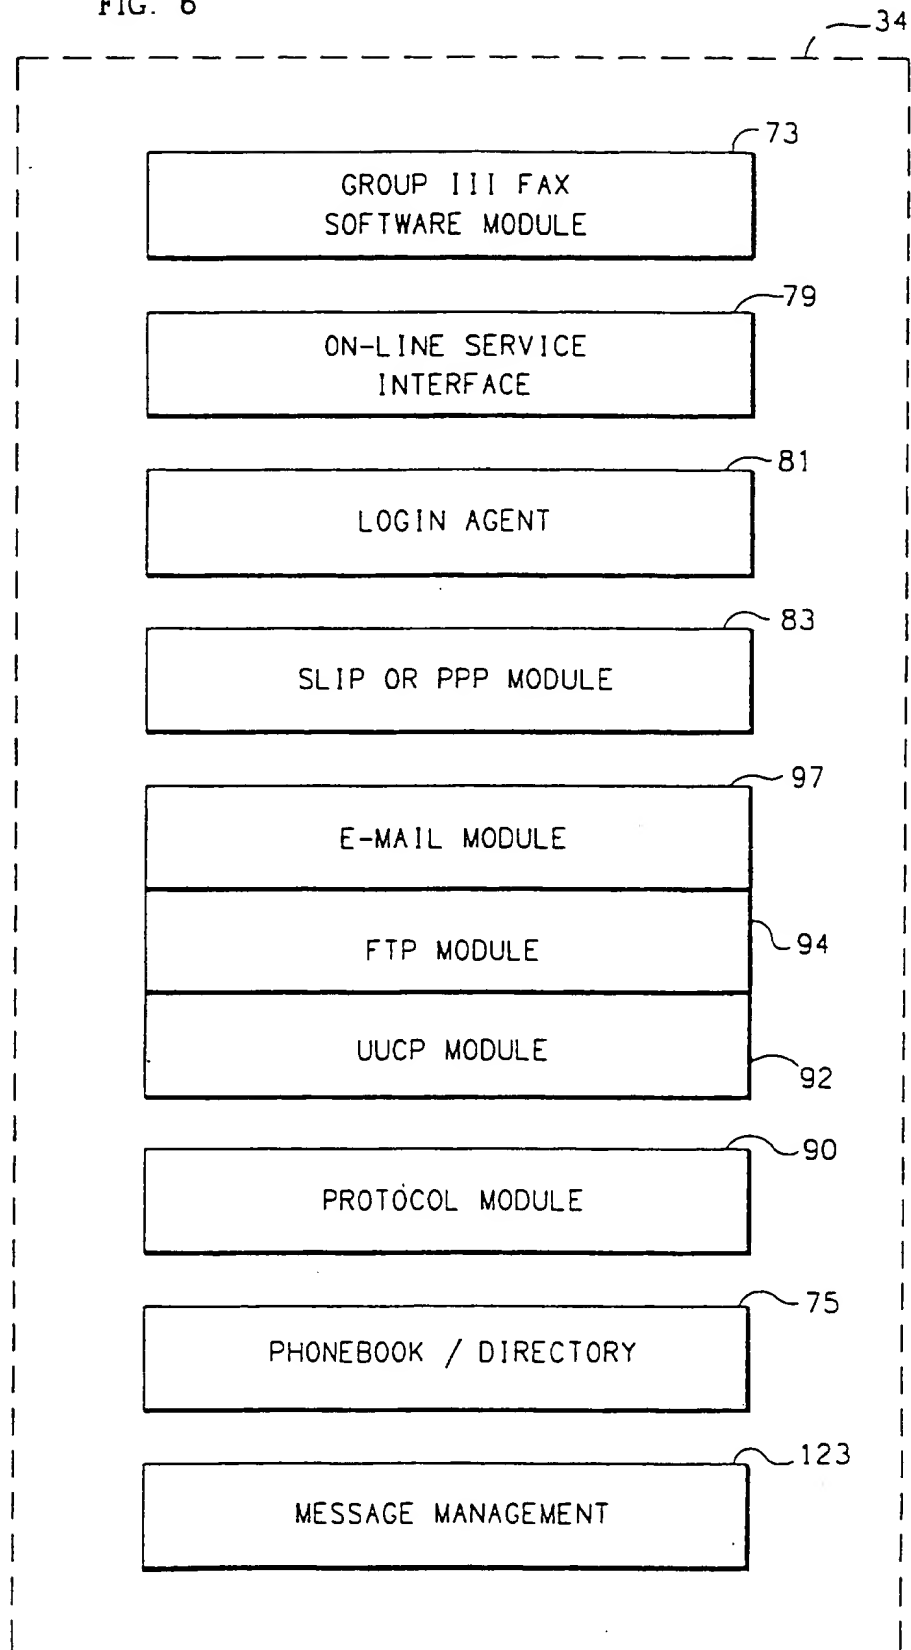 FIG. 6
34
73
GROUP III FAX
SOFTWARE MODULE
79
ON-LINE SERVICE
INTERFACE
81
LOGIN AGENT
83
SLIP OR PPP MODULE
97
E-MAIL MODULE
FTP MODULE
94
UUCP MODULE
92
90
PROTOCOL MODULE
75
PHONEBOOK / DIRECTORY
123
MESSAGE MANAGEMENT